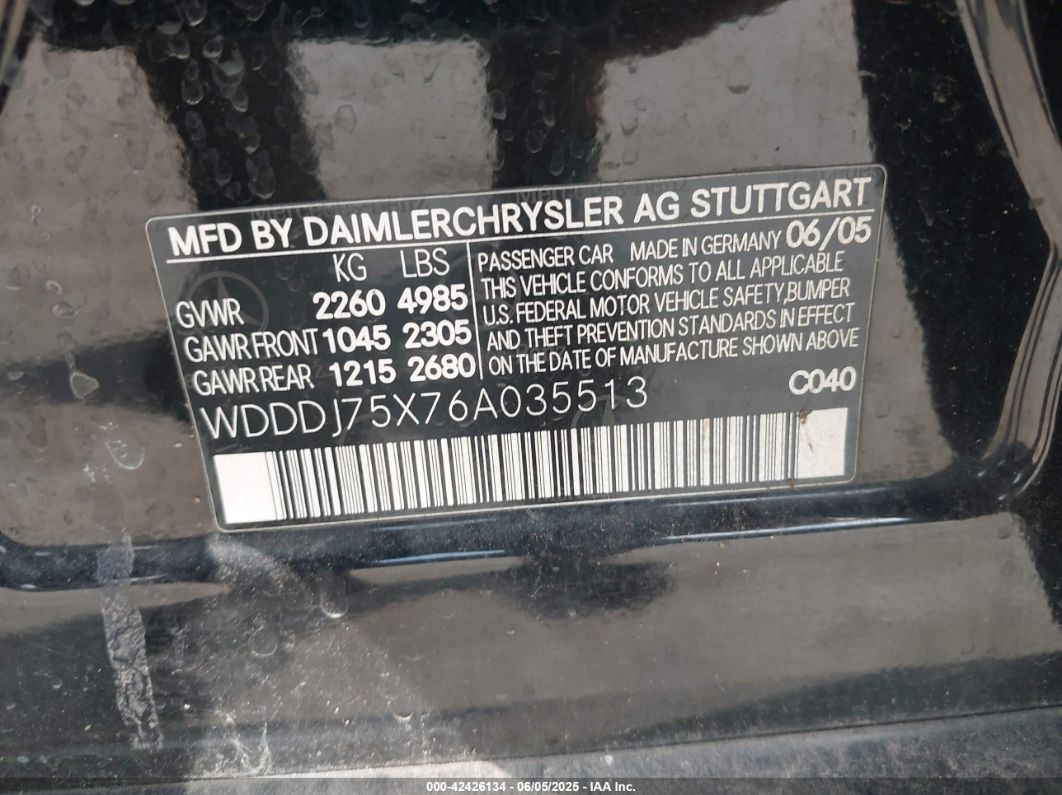 MFD BY DAIMLERCHRYSLER AG STUTTGART
KG LBS
GVWR 2260 4985
GAWR FRONT 1045 2305
GAWR REAR 1215 2680
PASSENGER CAR MADE IN GERMANY 06/05
THIS VEHICLE CONFORMS TO ALL APPLICABLE
U.S. FEDERAL MOTOR VEHICLE SAFETY,BUMPER
AND THEFT PREVENTION STANDARDS IN EFFECT
ON THE DATE OF MANUFACTURE SHOWN ABOVE
WDDDJ75X76A035513
C040
000-42426134 - 06/05/2025 - IAA Inc.